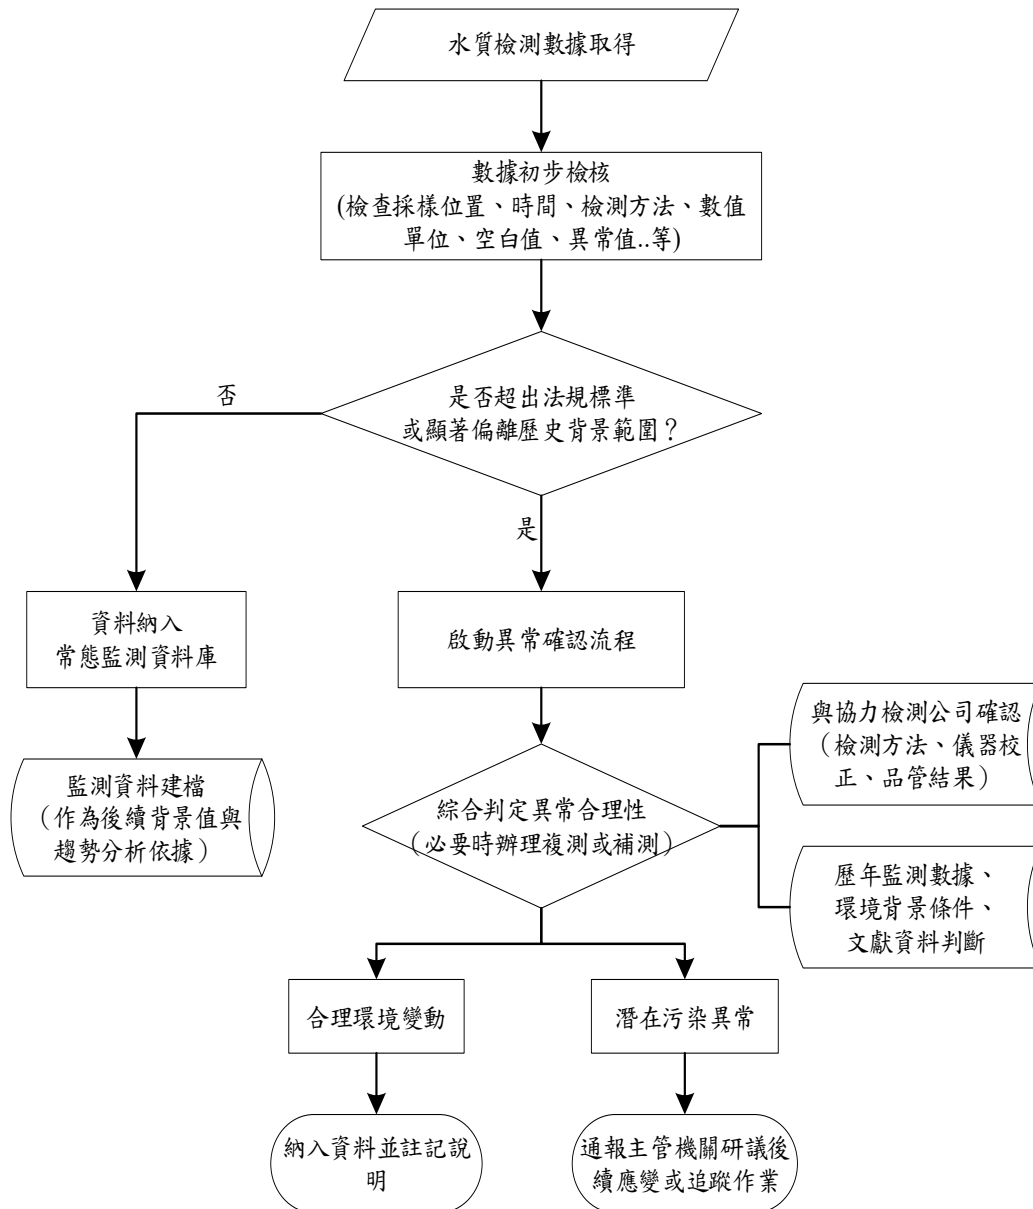 水質檢測數據取得
數據初步檢核
(檢查採樣位置、時間、檢測方法、數值
單位、空白值、異常值..等)
是否超出法規標準
或顯著偏離歷史背景範圍？
否
是
資料納入
常態監測資料庫
啟動異常確認流程
監測資料建檔
（作為後續背景值與
趨勢分析依據）
綜合判定異常合理性
（必要時辦理複測或補測）
與協力檢測公司確認
（檢測方法、儀器校
正、品管結果）
歷年監測數據、
環境背景條件、
文獻資料判斷
合理環境變動
潛在污染異常
納入資料並註記說
明
通報主管機關研議後
續應變或追蹤作業